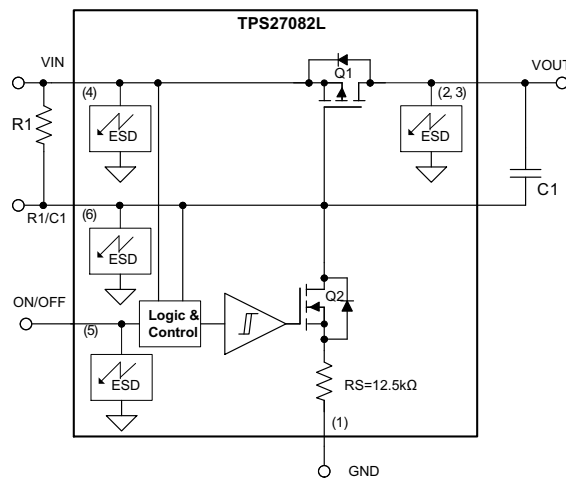 TPS27082L
VIN
Q1
VOUT
(4)
(2, 3)
R1
ESD
ESD
C1
R1/C1
(6)
ESD
Q2
ON/OFF
Logic &
Control
(5)
ESD
RS=12.5kΩ
(1)
GND